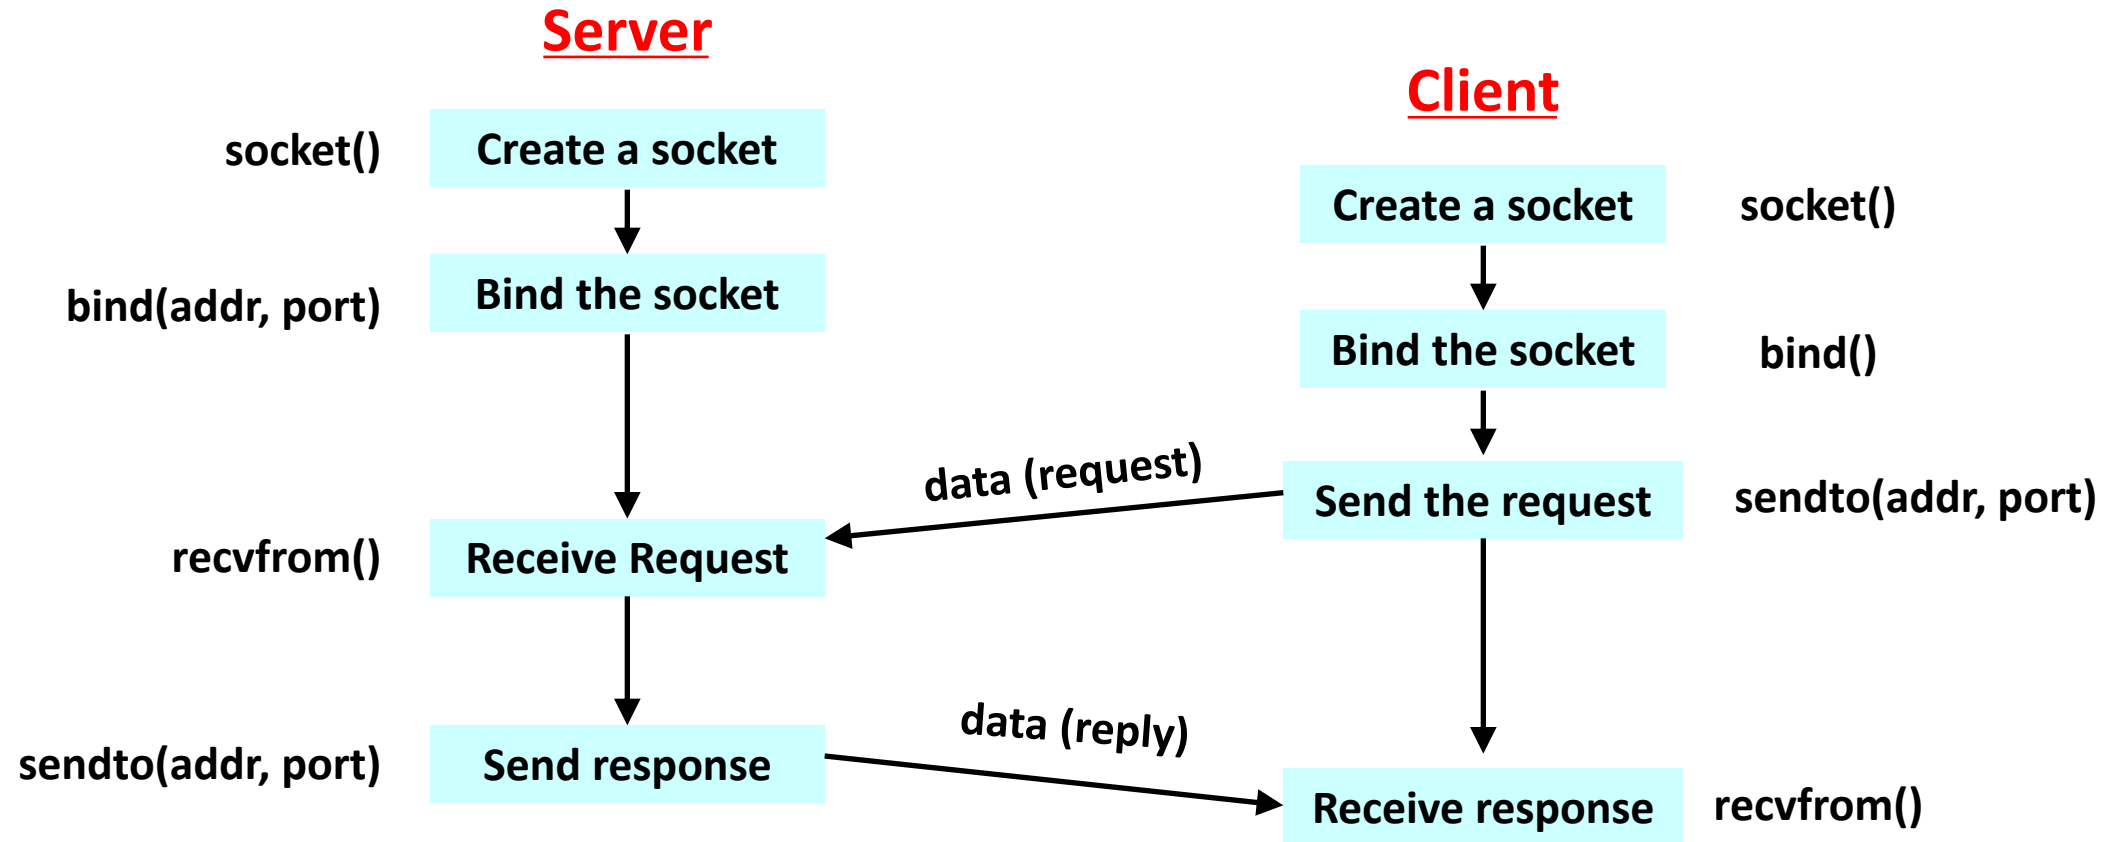 Server
socket()
Create a socket
bind(addr, port)
Bind the socket
recvfrom()
Receive Request
sendto(addr, port)
Send response
data (request)
data (reply)
Client
Create a socket
socket()
Bind the socket
bind()
Send the request
sendto(addr, port)
Receive response
recvfrom()